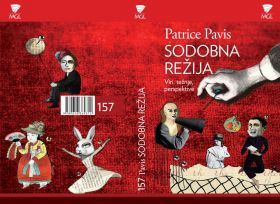 MGL
157
157 Pavis SODOBNA REŽIJA
MGL
Patrice Pavis
SODOBNA
REŽIJA
Viri, težnje,
perspektive